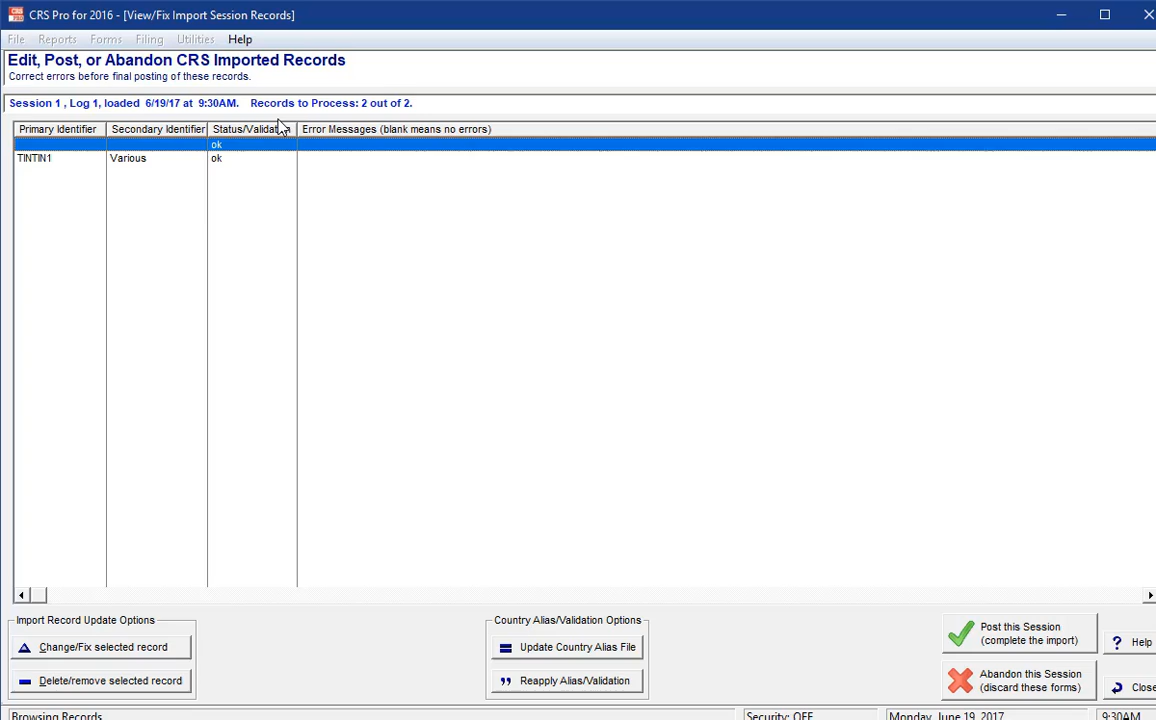 CRS Pro for 2016 - [View/Fix Import Session Records]
File Reports Forms Filing Utilities Help
Edit, Post, or Abandon CRS Imported Records
Correct errors before final posting of these records.
Session 1 , Log 1, loaded 6/19/17 at 9:30AM. Records to Process: 2 out of 2.
Primary Identifier Secondary Identifier Error Messages (blank means no errors)
ok
TINTIN1 Various ok
Import Record Update Options
Change/Fix selected record
Delete/remove selected record
Country Alias/Validation Options
Update Country Alias File
Reapply Alias/Validation
Post this Session
(complete the import)
Abandon this Session
(discard these forms)
? Help
Close
Browsing Records
Security: OFF
Monday, June 19, 2017
9:30AM